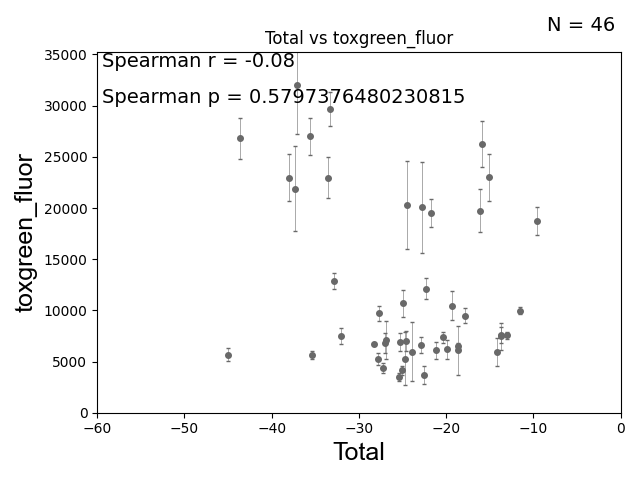 N = 46
Total vs toxgreen_fluor
Spearman r = -0.08
Spearman p = 0.5797376480230815
35000
30000
25000
20000
15000
10000
5000
0
toxgreen_fluor
−60 −50 −40 −30 −20 −10 0
Total